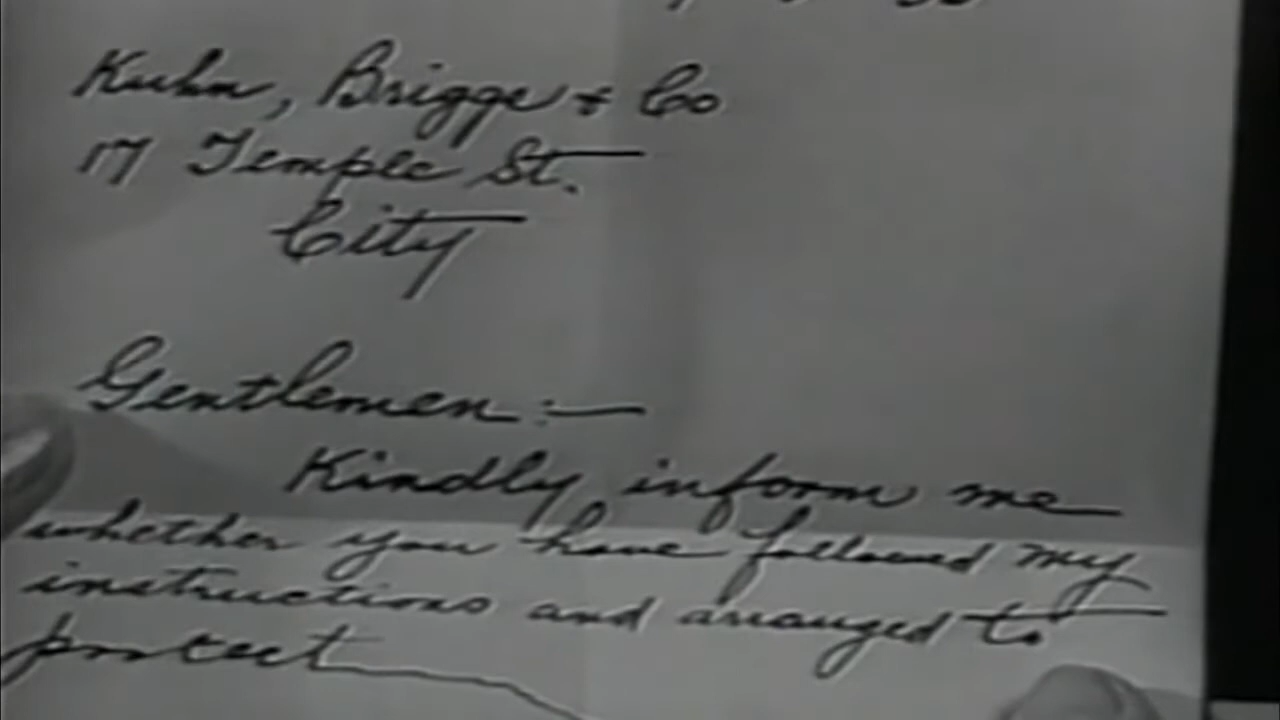 Kuhn, Briggs + Co
17 Temple St.
City
Gentlemen:—
Kindly inform me
whether you have followed my
instructions and arranged to
protect